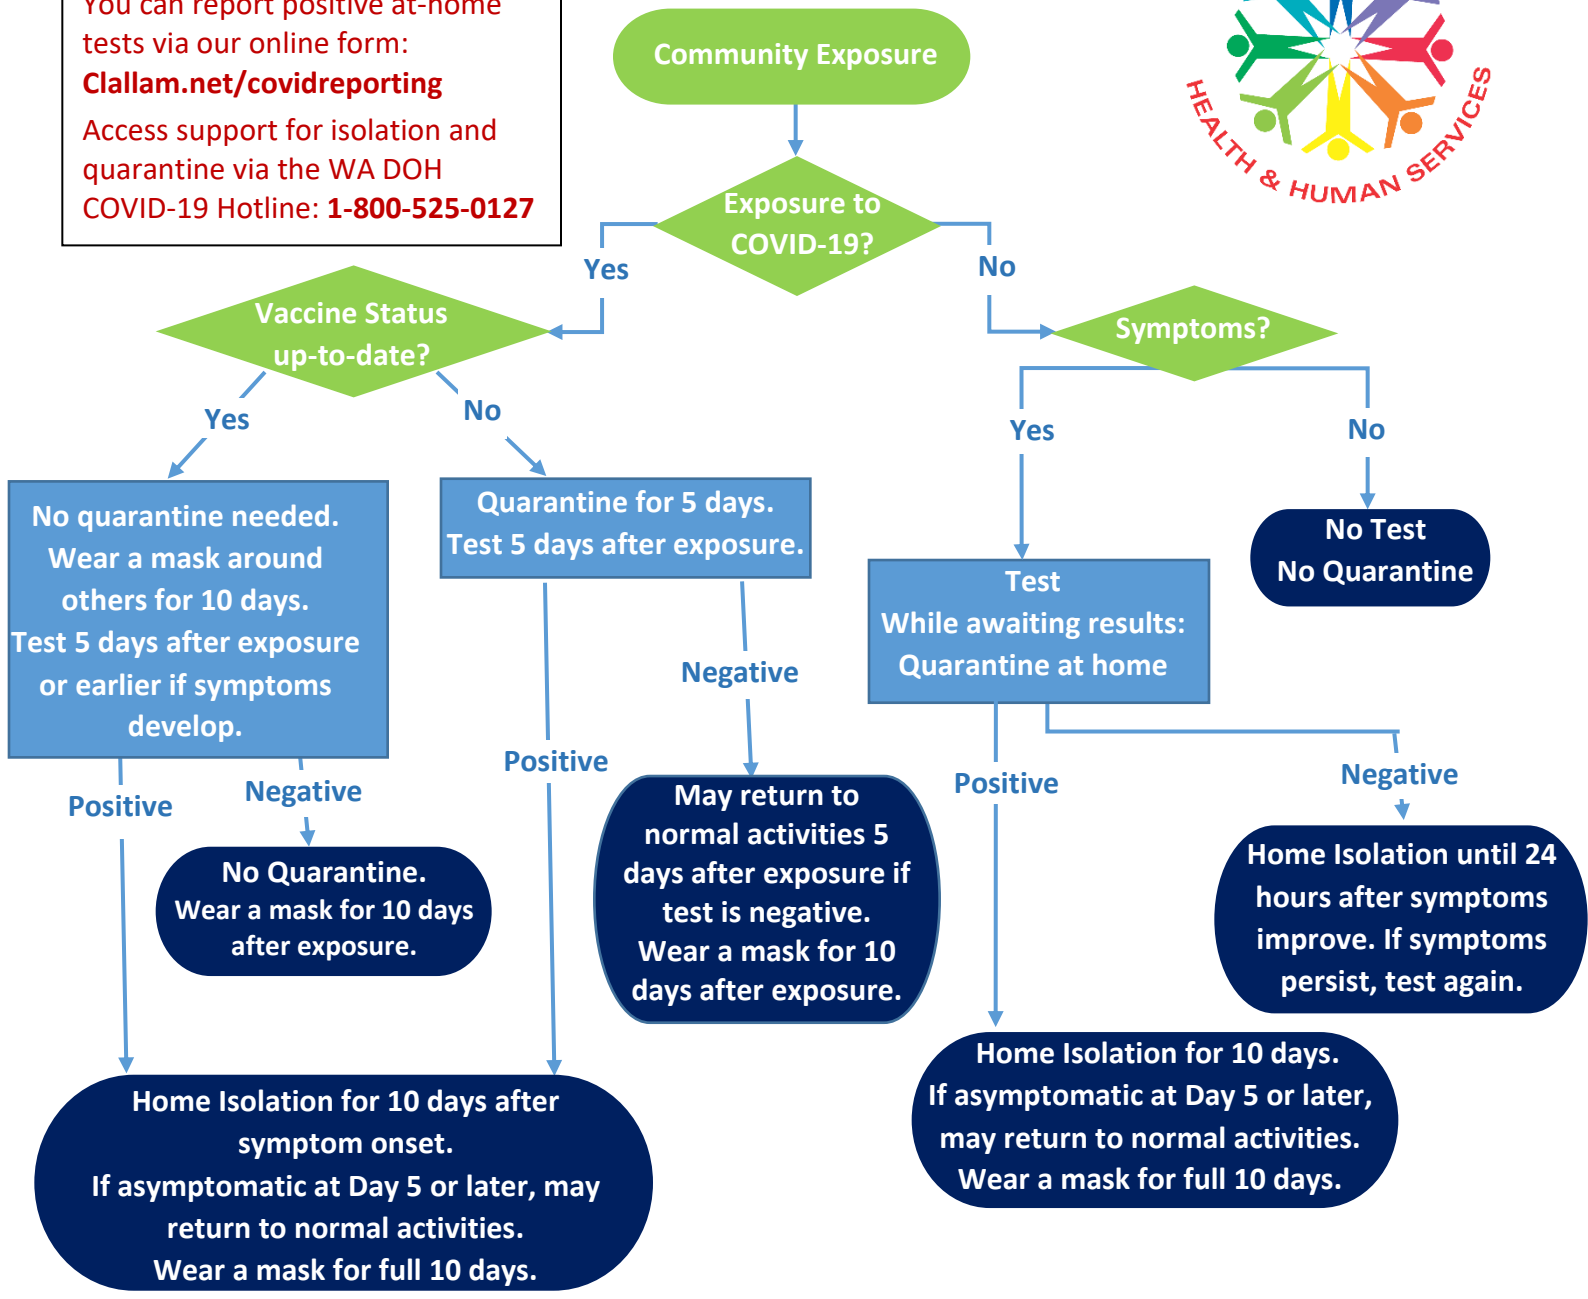 You can report positive at-home
tests via our online form:
Clallam.net/covidreporting
Access support for isolation and
quarantine via the WA DOH
COVID-19 Hotline: 1-800-525-0127
Community Exposure
HEALTH & HUMAN SERVICES
Exposure to
COVID-19?
Yes
No
Vaccine Status
up-to-date?
Symptoms?
Yes
No
Yes
No
No quarantine needed.
Wear a mask around
others for 10 days.
Test 5 days after exposure
or earlier if symptoms
develop.
Quarantine for 5 days.
Test 5 days after exposure.
Test
While awaiting results:
Quarantine at home
No Test
No Quarantine
Positive
Negative
Positive
Negative
Positive
Negative
No Quarantine.
Wear a mask for 10 days
after exposure.
May return to
normal activities 5
days after exposure if
test is negative.
Wear a mask for 10
days after exposure.
Home Isolation until 24
hours after symptoms
improve. If symptoms
persist, test again.
Home Isolation for 10 days after
symptom onset.
If asymptomatic at Day 5 or later, may
return to normal activities.
Wear a mask for full 10 days.
Home Isolation for 10 days.
If asymptomatic at Day 5 or later,
may return to normal activities.
Wear a mask for full 10 days.